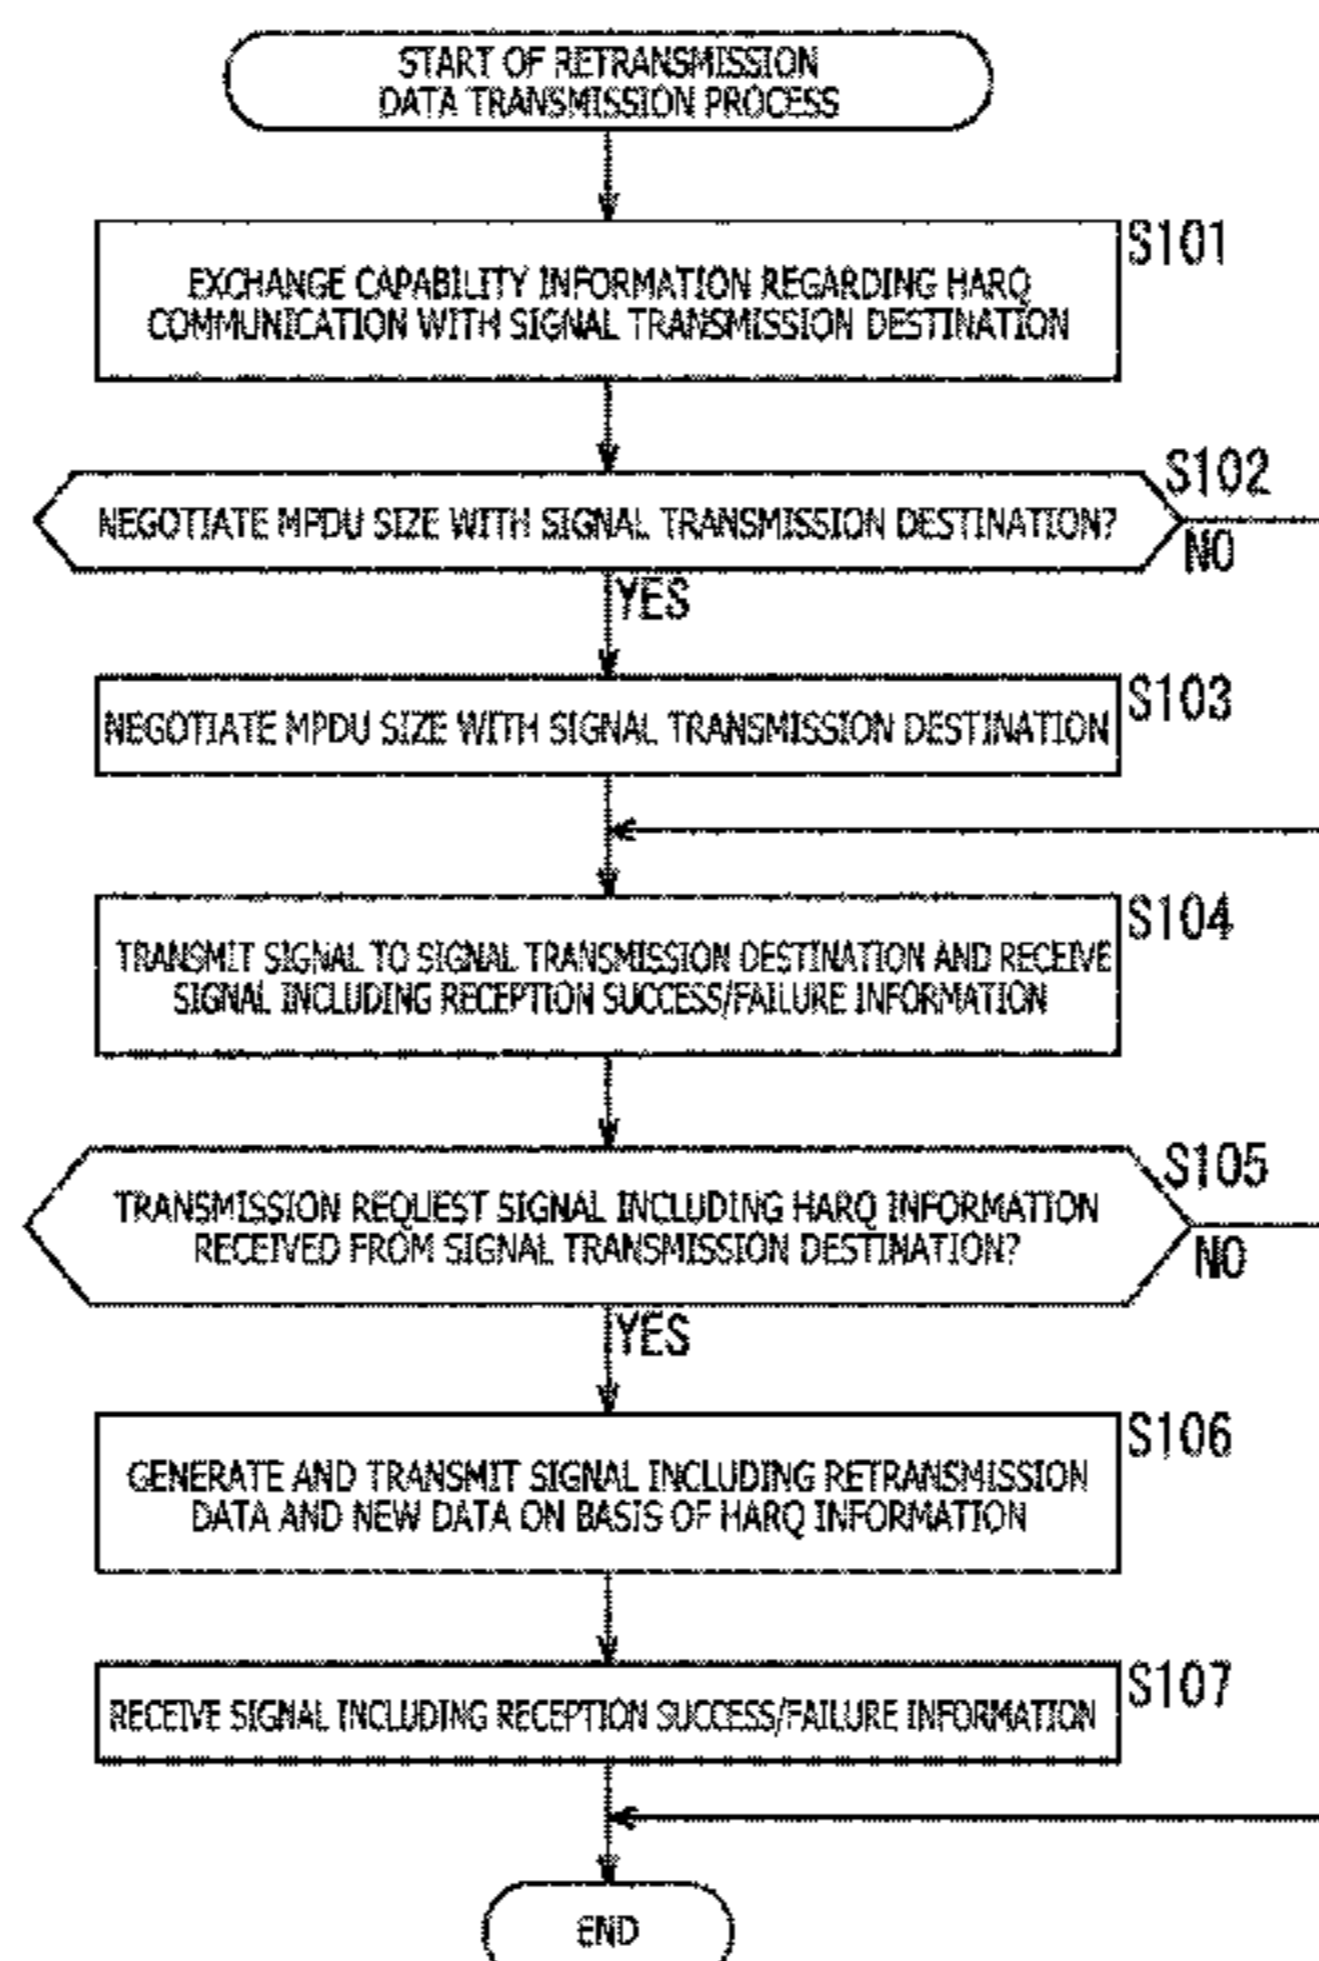 START OF RETRANSMISSION
DATA TRANSMISSION PROCESS
S101
EXCHANGE CAPABILITY INFORMATION REGARDING HARQ
COMMUNICATION WITH SIGNAL TRANSMISSION DESTINATION
S102
NEGOTIATE MPDU SIZE WITH SIGNAL TRANSMISSION DESTINATION?
NO
YES
S103
NEGOTIATE MPDU SIZE WITH SIGNAL TRANSMISSION DESTINATION
S104
TRANSMIT SIGNAL TO SIGNAL TRANSMISSION DESTINATION AND RECEIVE
SIGNAL INCLUDING RECEPTION SUCCESS/FAILURE INFORMATION
S105
TRANSMISSION REQUEST SIGNAL INCLUDING HARQ INFORMATION
RECEIVED FROM SIGNAL TRANSMISSION DESTINATION?
NO
YES
S106
GENERATE AND TRANSMIT SIGNAL INCLUDING RETRANSMISSION
DATA AND NEW DATA ON BASIS OF HARQ INFORMATION
S107
RECEIVE SIGNAL INCLUDING RECEPTION SUCCESS/FAILURE INFORMATION
END